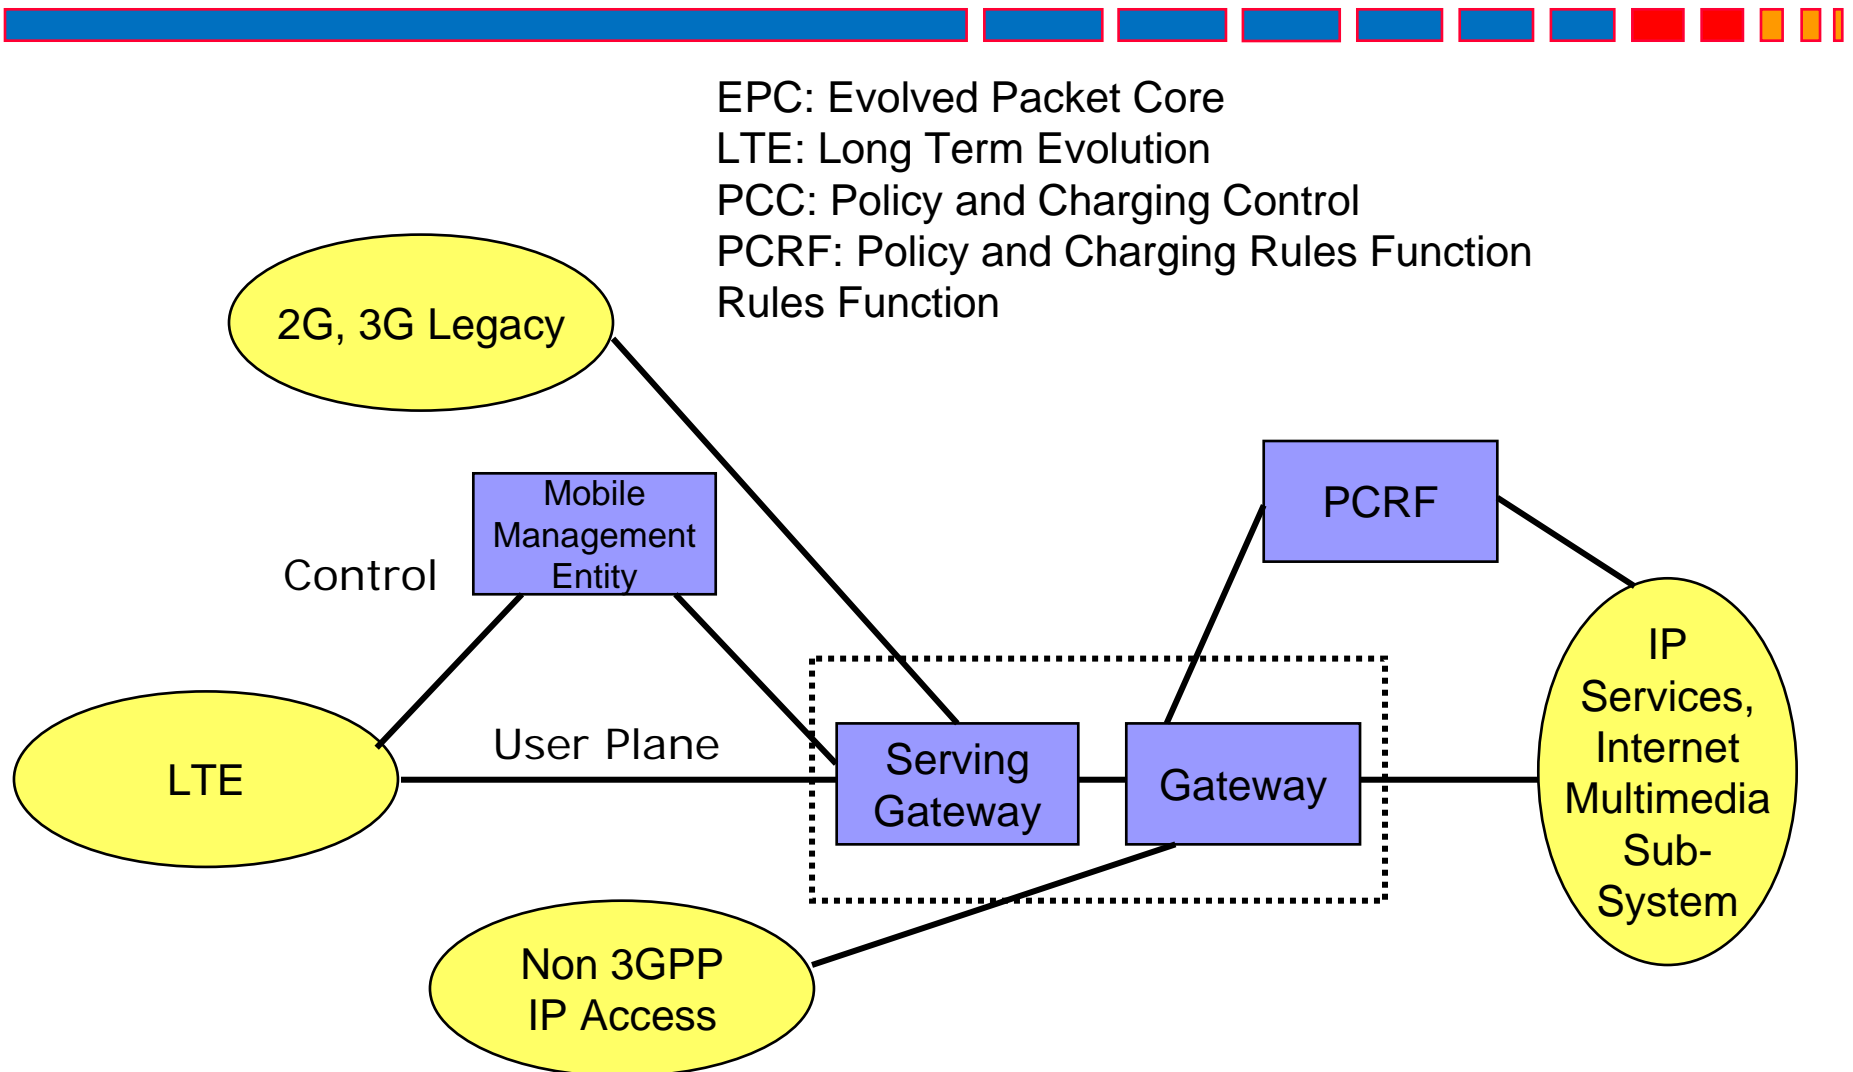 EPC: Evolved Packet Core
LTE: Long Term Evolution
PCC: Policy and Charging Control
PCRF: Policy and Charging Rules Function
Rules Function
2G, 3G Legacy
Mobile
Management
Entity
PCRF
Control
IP
Services,
Internet
Multimedia
Sub-
System
User Plane
LTE
Serving
Gateway
Gateway
Non 3GPP
IP Access